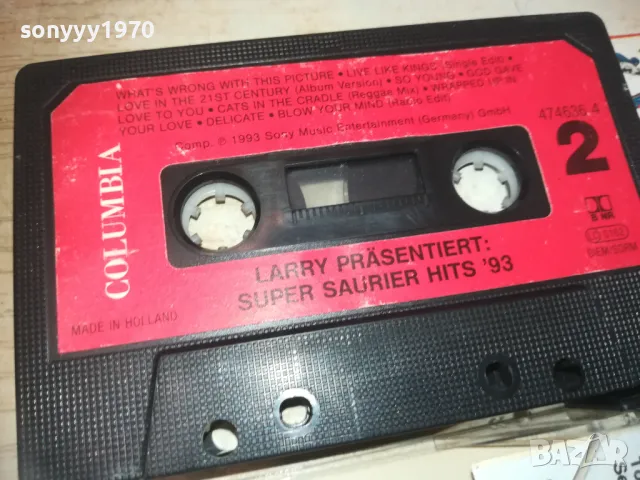 sonyyy1970
WHAT'S WRONG WITH THIS PICTURE • LIVE LIKE KINGS (Single Edit) •
LOVE IN THE 21ST CENTURY (Album Version) • SO YOUNG • GOD GAVE
LOVE TO YOU • CATS IN THE CRADLE (Reggae Mix) • WRAPPED UP IN
YOUR LOVE • DELICATE • BLOW YOUR MIND (Radio Edit)
Comp. ℗ 1993 Sony Music Entertainment (Germany) GmbH
474636 4
2
B NR
BIEM/
COLUMBIA
LARRY PRÄSENTIERT:
SUPER SAURIER HITS '93
MADE IN HOLLAND
BAZAR